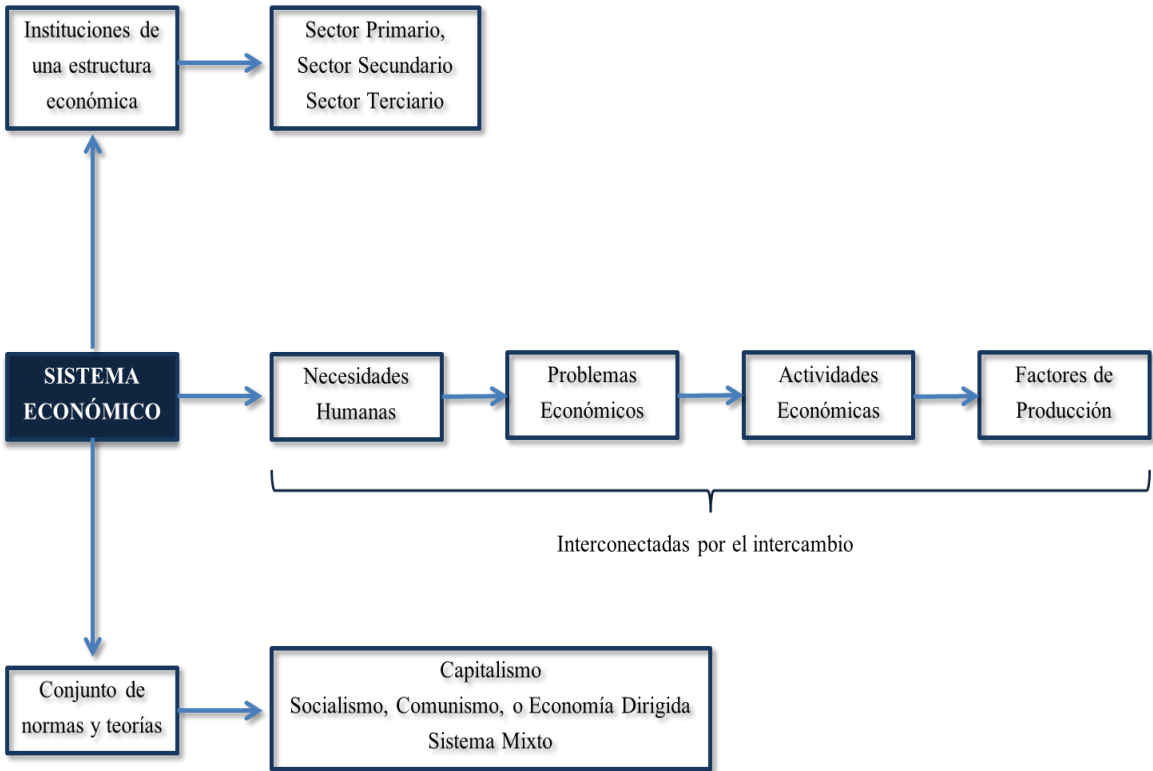 Instituciones de
una estructura
económica
Sector Primario,
Sector Secundario
Sector Terciario
SISTEMA
ECONÓMICO
Necesidades
Humanas
Problemas
Económicos
Actividades
Económicas
Factores de
Producción
Interconectadas por el intercambio
Conjunto de
normas y teorías
Capitalismo
Socialismo, Comunismo, o Economía Dirigida
Sistema Mixto